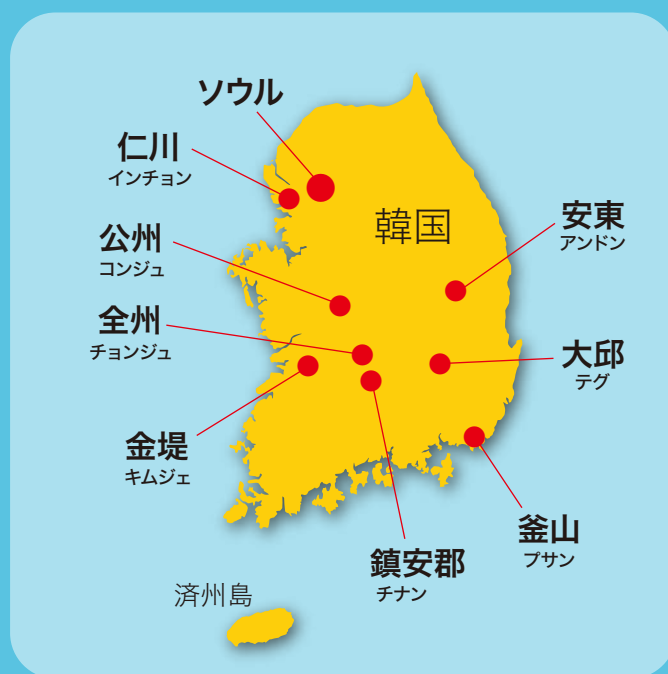 ソウル
仁川
インチョン
韓国
安東
アンドン
公州
コンジュ
全州
チョンジュ
大邱
テグ
金堤
キムジェ
釜山
プサン
鎮安郡
チナン
済州島